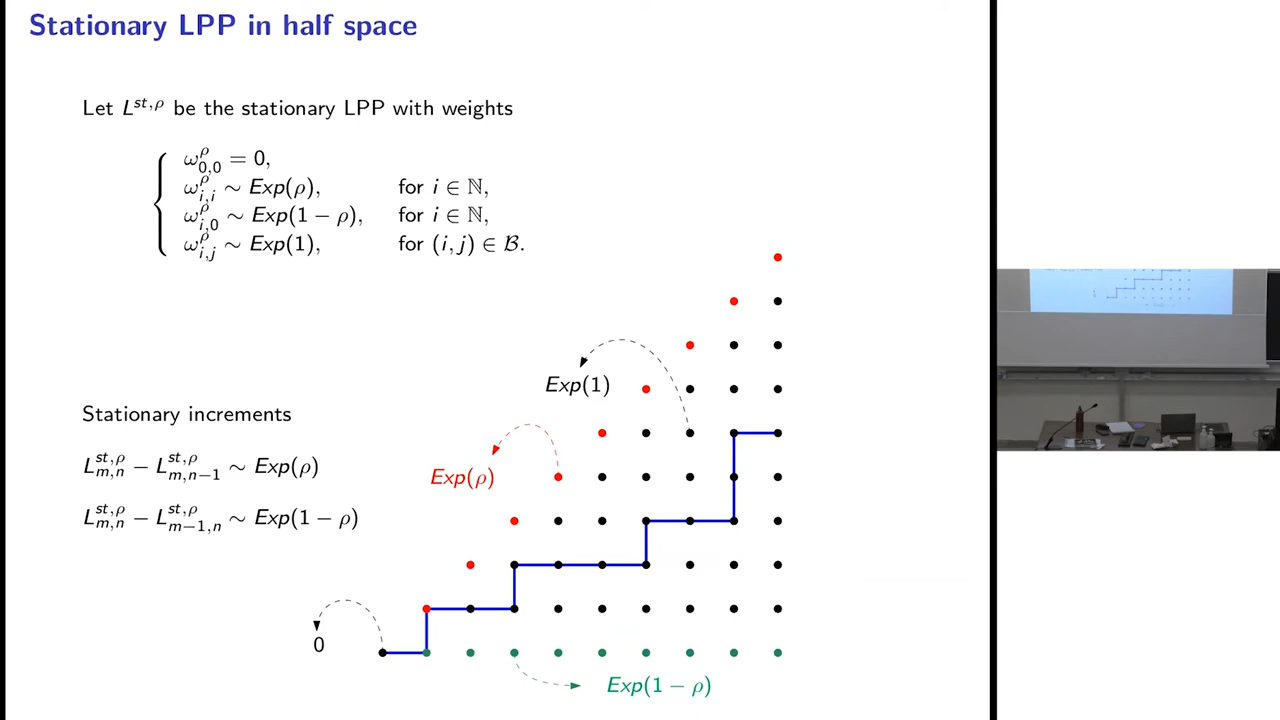 Stationary LPP in half space
Let L^{st,ρ} be the stationary LPP with weights
ω^ρ_{0,0} = 0,
ω^ρ_{i,i} ∼ Exp(ρ), for i ∈ ℕ,
ω^ρ_{i,0} ∼ Exp(1 − ρ), for i ∈ ℕ,
ω^ρ_{i,j} ∼ Exp(1), for (i,j) ∈ ℬ.
Exp(1)
Stationary increments
L^{st,ρ}_{m,n} − L^{st,ρ}_{m,n−1} ∼ Exp(ρ)
Exp(ρ)
L^{st,ρ}_{m,n} − L^{st,ρ}_{m−1,n} ∼ Exp(1 − ρ)
0
Exp(1 − ρ)